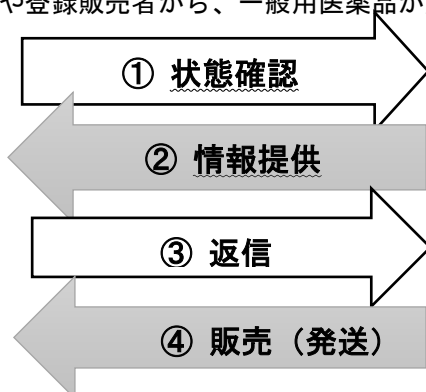 や登録販売者から、一般用医薬品が
① 状態確認
② 情報提供
③ 返信
④ 販売（発送）